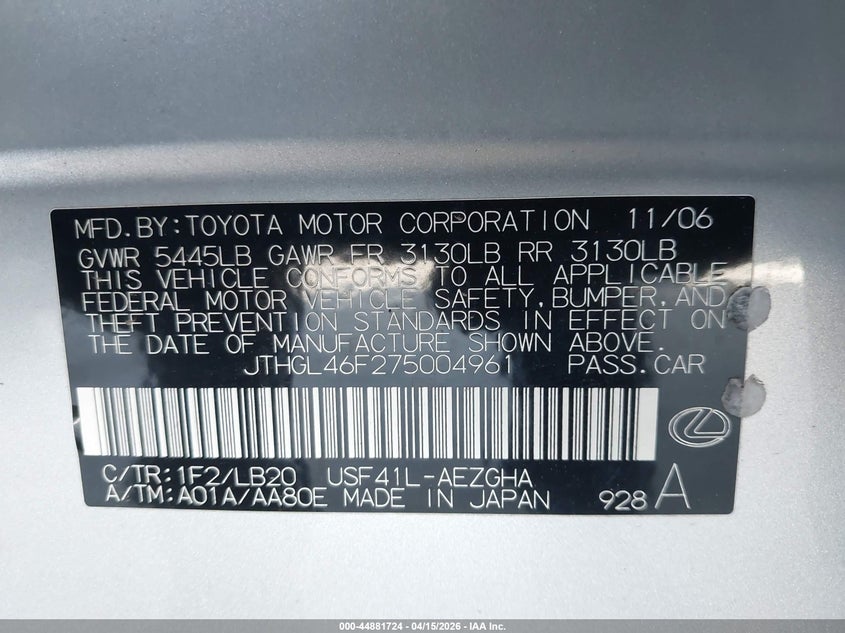 MFD.BY:TOYOTA MOTOR CORPORATION 11/06
GVWR 5445LB GAWR FR 3130LB RR 3130LB
THIS VEHICLE CONFORMS TO ALL APPLICABLE
FEDERAL MOTOR VEHICLE SAFETY, BUMPER, AND
THEFT PREVENTION STANDARDS IN EFFECT ON
THE DATE OF MANUFACTURE SHOWN ABOVE.
JTHGL46F275004961 PASS.CAR
C/TR:1F2/LB20 USF41L-AEZGHA
A/TM:A01A/AA80E MADE IN JAPAN 928 A
000-44881724 - 04/15/2026 - IAA Inc.